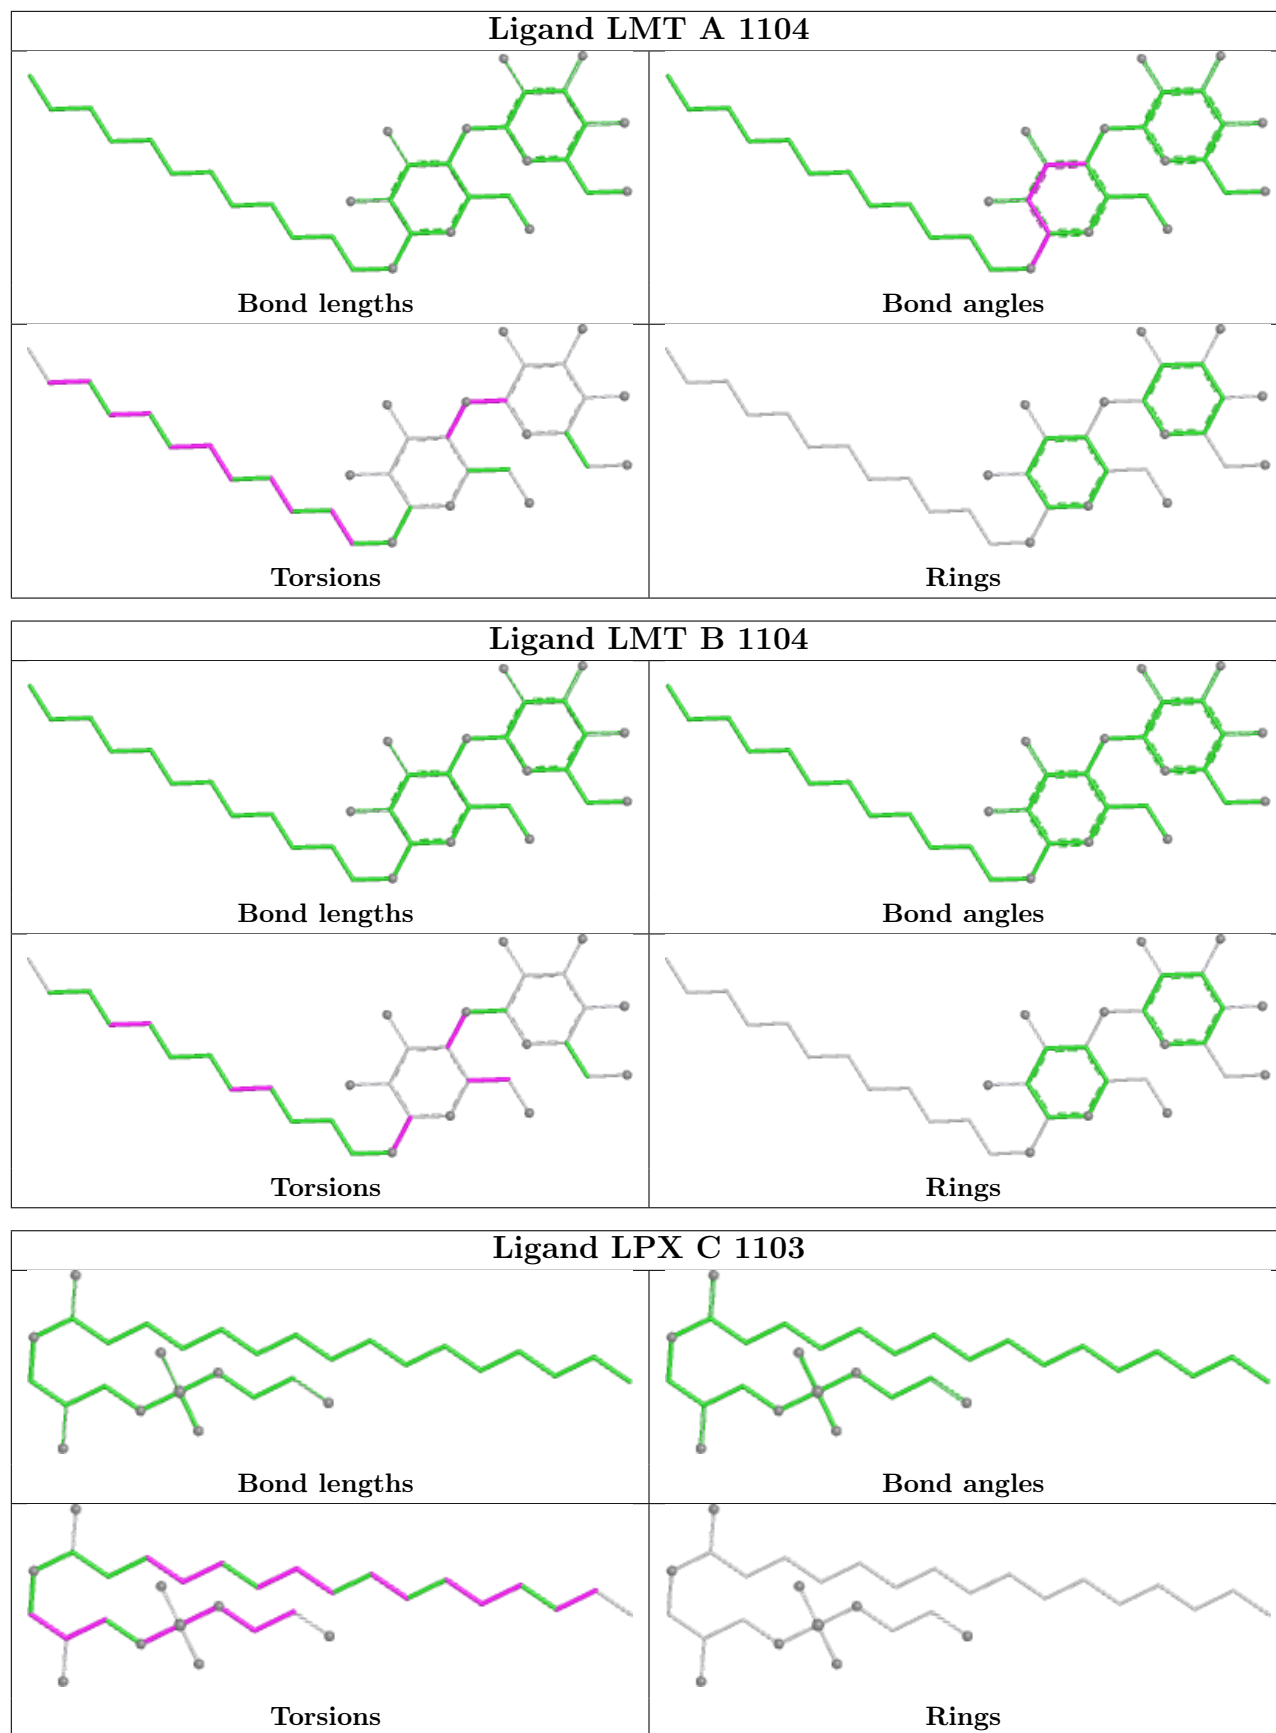 Ligand LMT A 1104
Bond lengths
Bond angles
Torsions
Rings
Ligand LMT B 1104
Bond lengths
Bond angles
Torsions
Rings
Ligand LPX C 1103
Bond lengths
Bond angles
Torsions
Rings